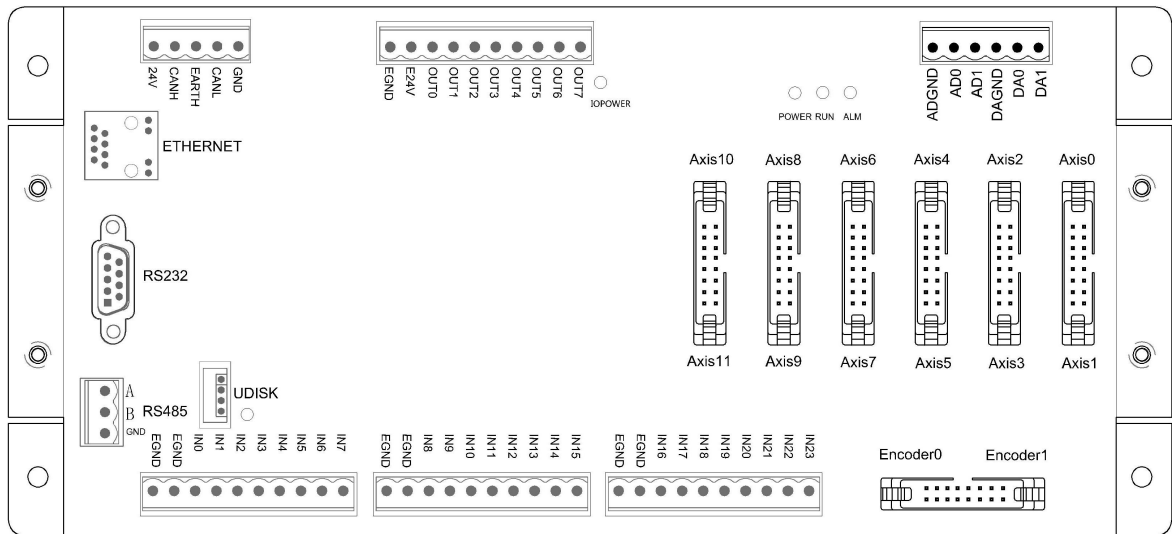 24V
CANH
EARTH
CANL
GND
EGND
E24V
OUT0
OUT1
OUT2
OUT3
OUT4
OUT5
OUT6
OUT7
IOPOWER
POWER RUN ALM
ADGND
AD0
AD1
DAGND
DA0
DA1
ETHERNET
Axis10 Axis8 Axis6 Axis4 Axis2 Axis0
RS232
Axis11 Axis9 Axis7 Axis5 Axis3 Axis1
A
B RS485
GND
UDISK
EGND
EGND
IN0
IN1
IN2
IN3
IN4
IN5
IN6
IN7
EGND
EGND
IN8
IN9
IN10
IN11
IN12
IN13
IN14
IN15
EGND
EGND
IN16
IN17
IN18
IN19
IN20
IN21
IN22
IN23
Encoder0 Encoder1